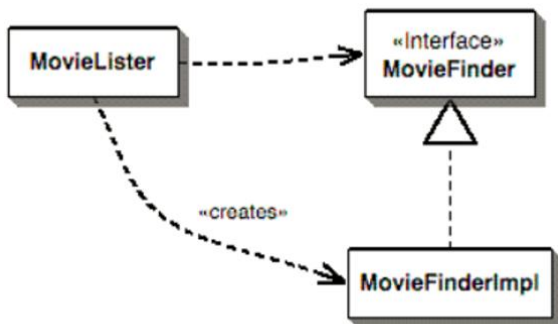 MovieLister
«Interface»
MovieFinder
«creates»
MovieFinderImpl